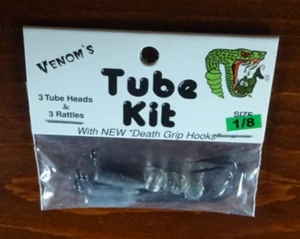 VENOM'S
Tube
Kit
3 Tube Heads
&
3 Rattles
SIZE
1/8
With NEW "Death Grip Hooks"